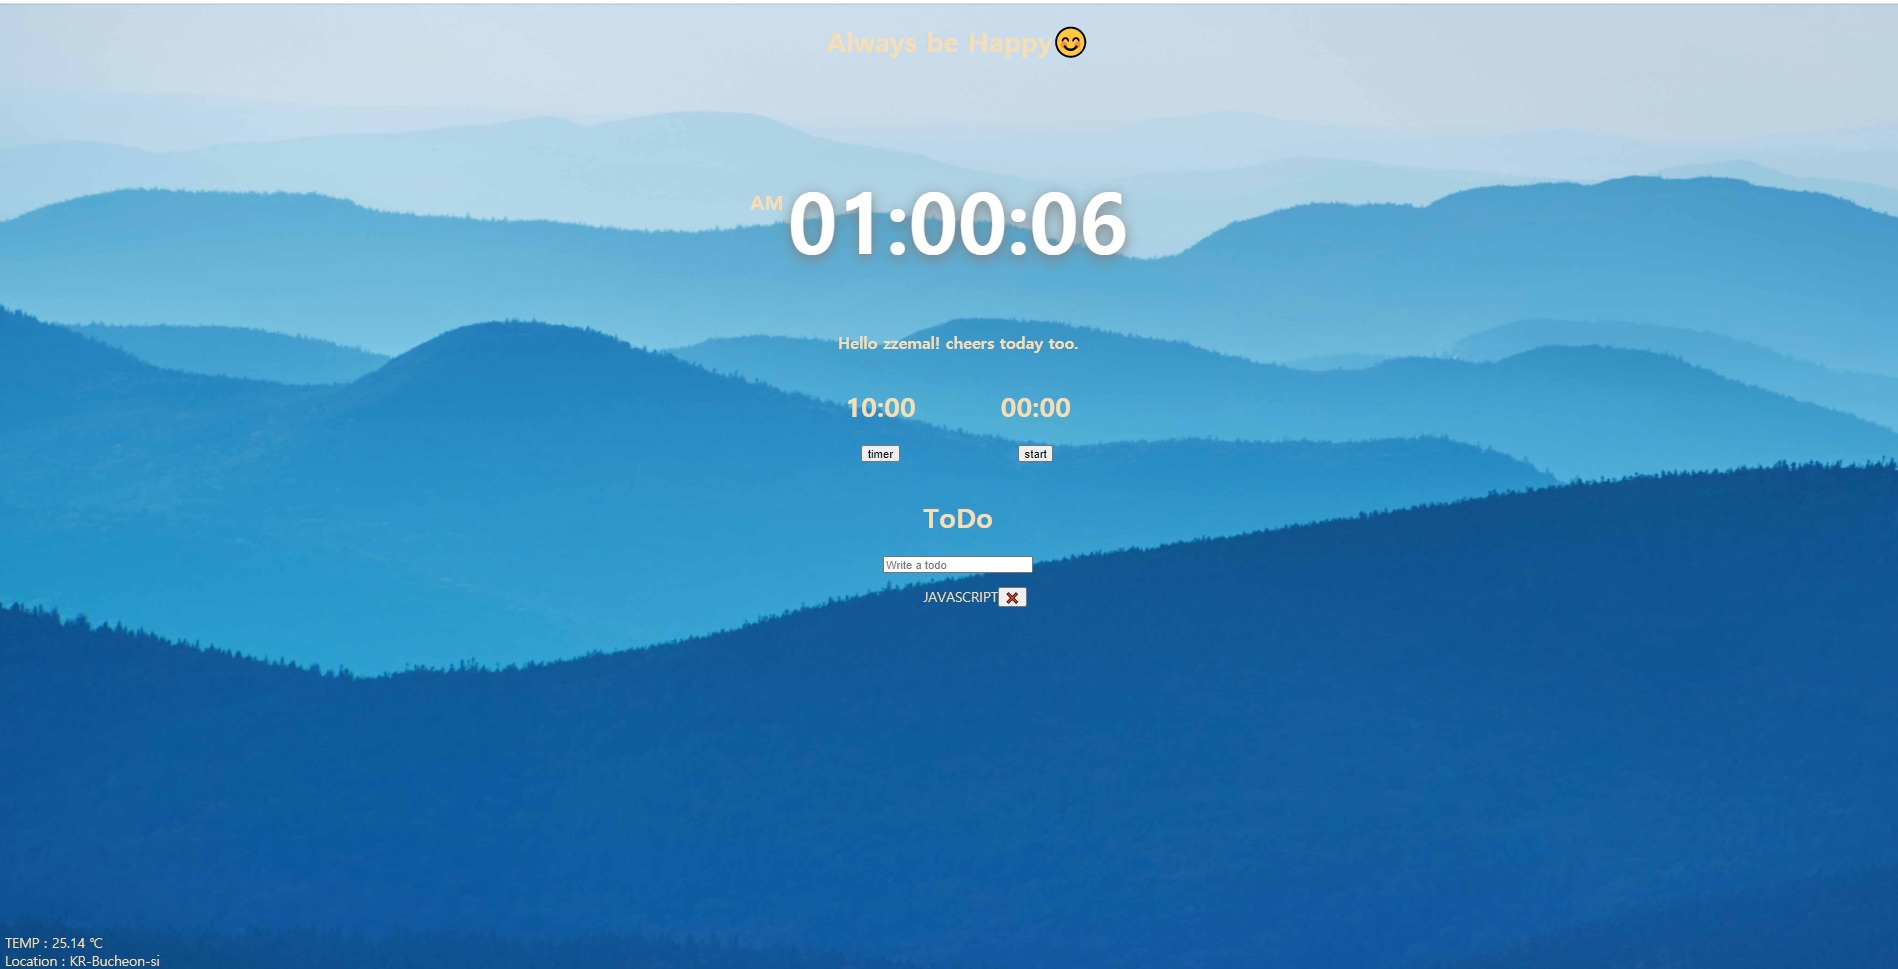 Always be Happy😊
AM 01:00:06
Hello zzemal! cheers today too.
10:00 00:00
timer start
ToDo
Write a todo
JAVASCRIPT❌
TEMP : 25.14 ℃
Location : KR-Bucheon-si